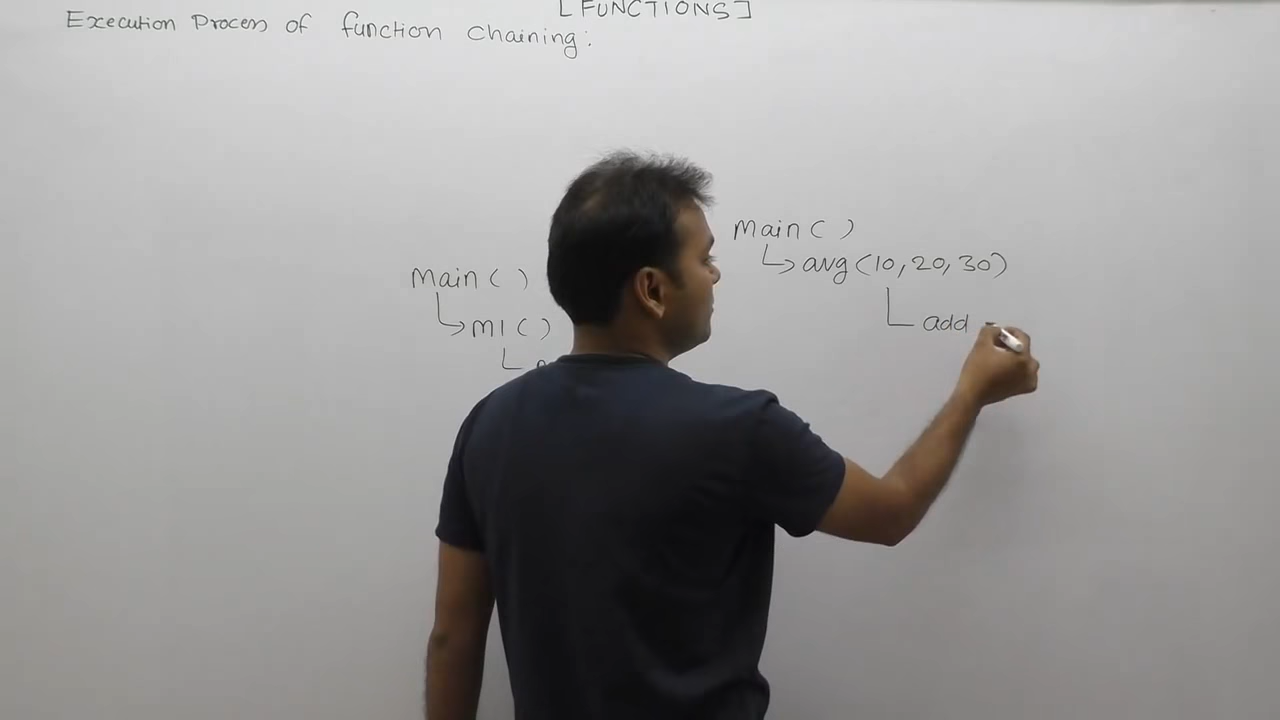 [FUNCTIONS]
Execution Process of function chaining:
Main()
↳ m1()
Main()
↳ avg(10, 20, 30)
add